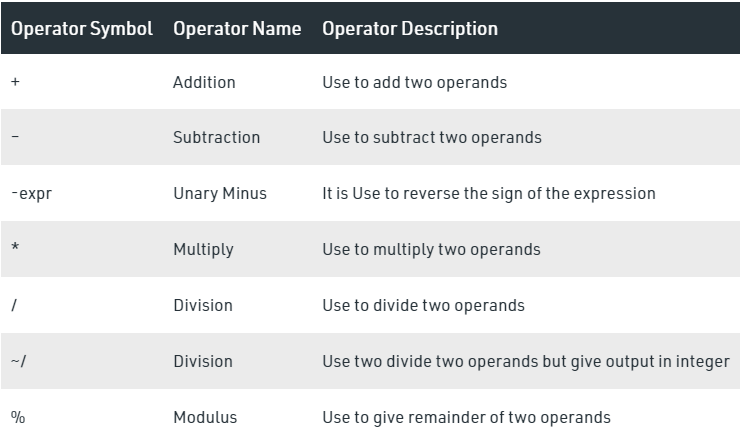 Operator Symbol Operator Name Operator Description
+ Addition Use to add two operands
– Subtraction Use to subtract two operands
-expr Unary Minus It is Use to reverse the sign of the expression
* Multiply Use to multiply two operands
/ Division Use to divide two operands
~/ Division Use two divide two operands but give output in integer
% Modulus Use to give remainder of two operands